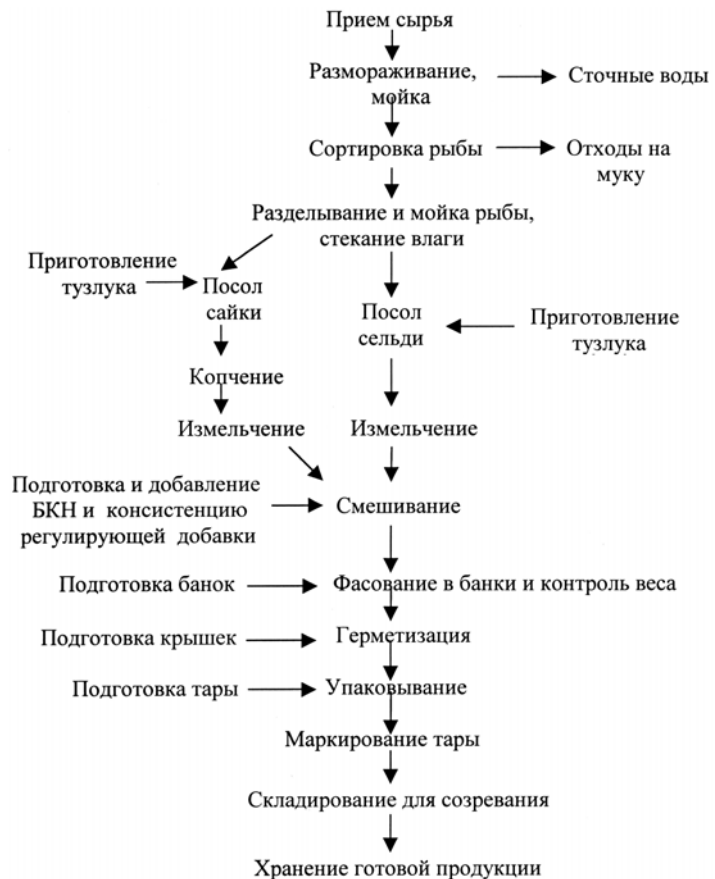 Прием сырья
Размораживание,
мойка
Сточные воды
Сортировка рыбы
Отходы на
муку
Разделывание и мойка рыбы,
стекание влаги
Приготовление
тузлука
Посол
сайки
Посол
сельди
Приготовление
тузлука
Копчение
Измельчение
Измельчение
Подготовка и добавление
БКН и консистенцию
регулирующей добавки
Смешивание
Подготовка банок
Фасование в банки и контроль веса
Подготовка крышек
Герметизация
Подготовка тары
Упаковывание
Маркирование тары
Складирование для созревания
Хранение готовой продукции